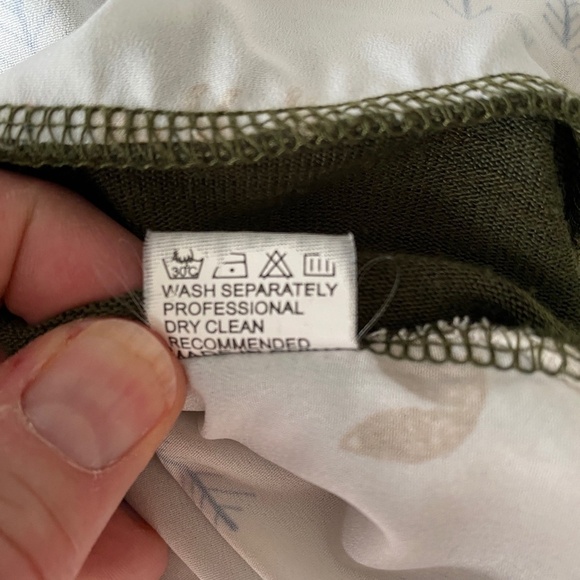 30°C
WASH SEPARATELY
PROFESSIONAL
DRY CLEAN
RECOMMENDED